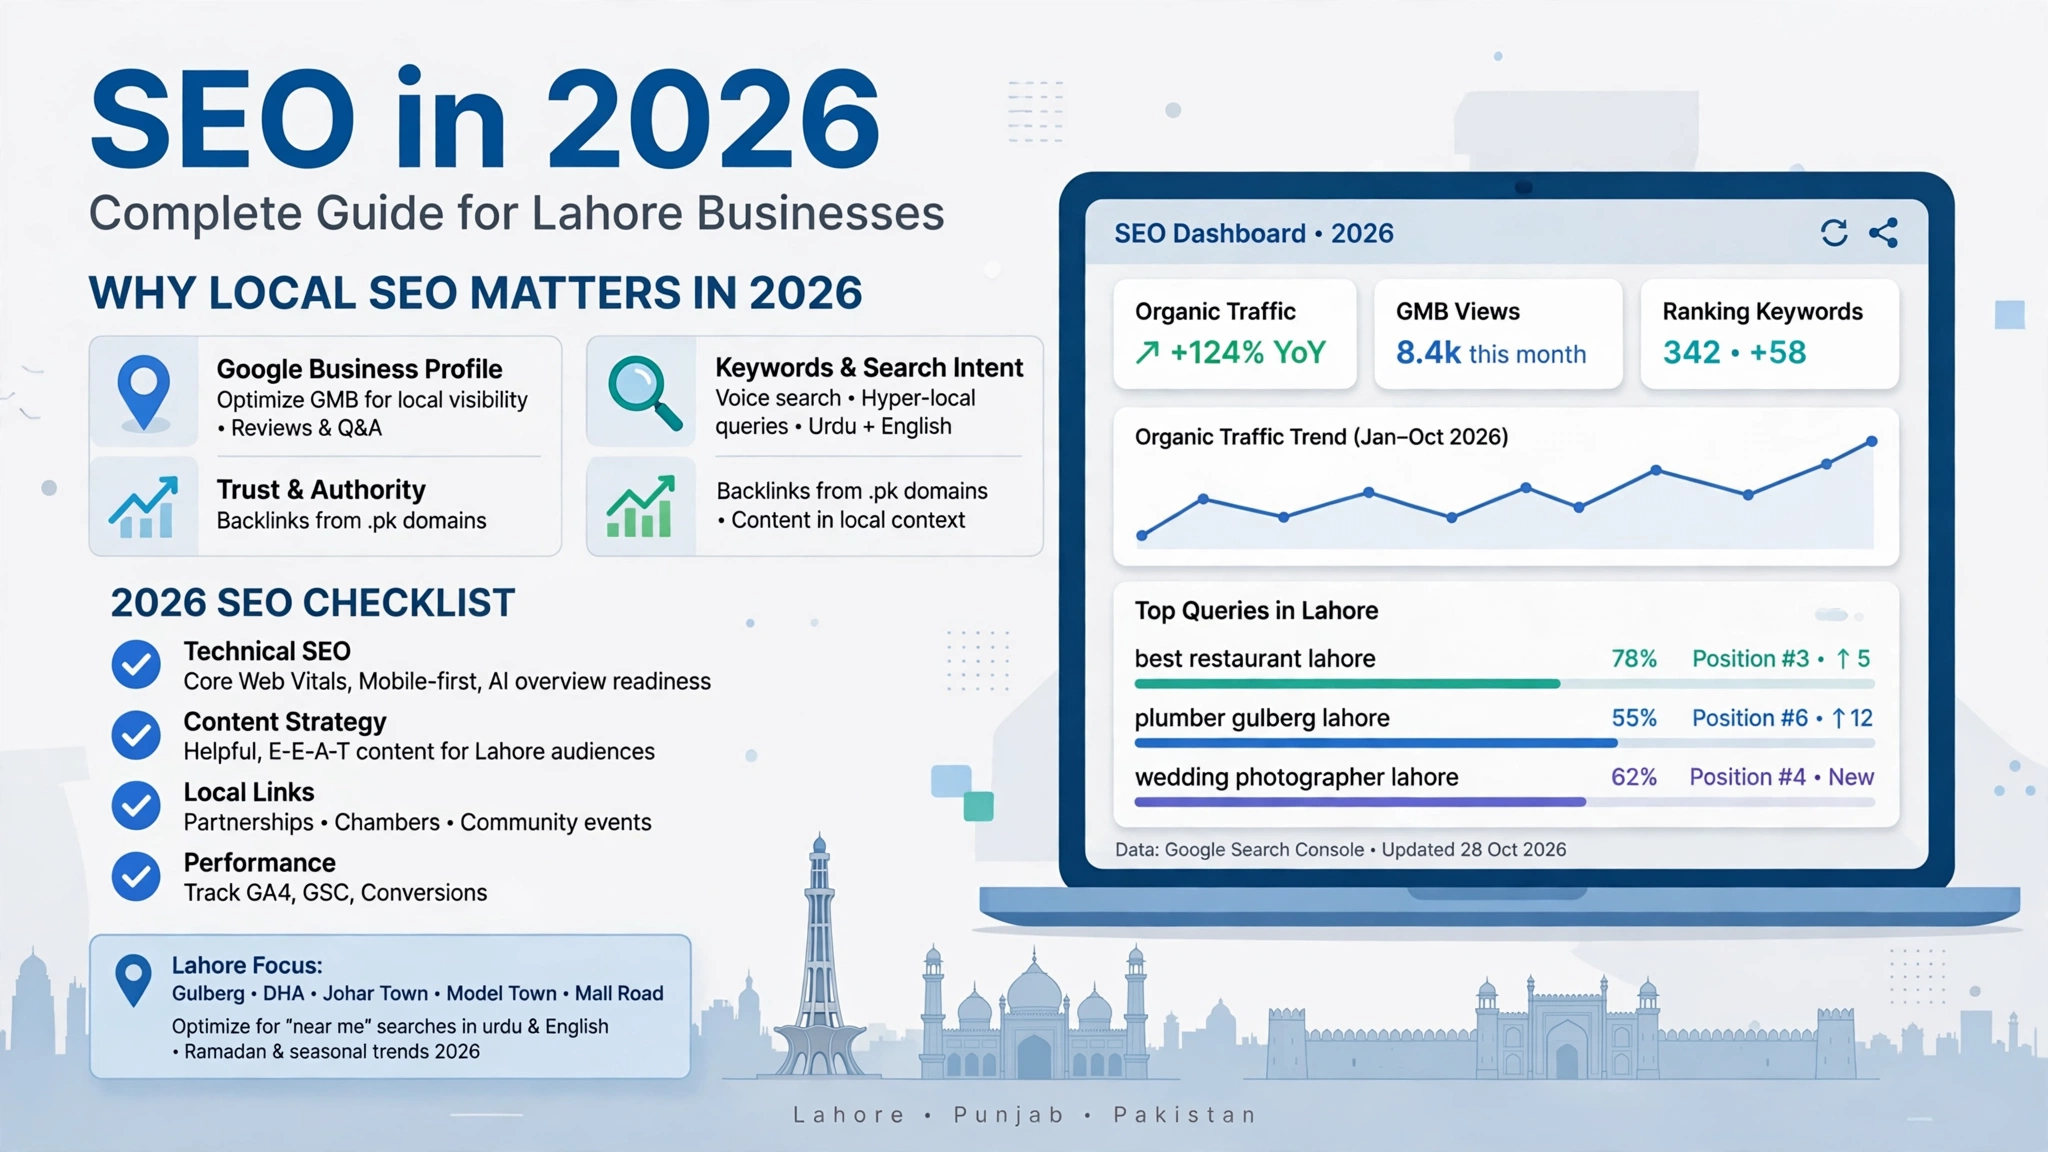 SEO in 2026
Complete Guide for Lahore Businesses
WHY LOCAL SEO MATTERS IN 2026
Google Business Profile
Optimize GMB for local visibility
• Reviews & Q&A
Trust & Authority
Backlinks from .pk domains
Keywords & Search Intent
Voice search • Hyper-local
queries • Urdu + English
Backlinks from .pk domains
• Content in local context
2026 SEO CHECKLIST
Technical SEO
Core Web Vitals, Mobile-first, AI overview readiness
Content Strategy
Helpful, E-E-A-T content for Lahore audiences
Local Links
Partnerships • Chambers • Community events
Performance
Track GA4, GSC, Conversions
Lahore Focus:
Gulberg • DHA • Johar Town • Model Town • Mall Road
Optimize for "near me" searches in urdu & English
• Ramadan & seasonal trends 2026
SEO Dashboard • 2026
Organic Traffic
↗ +124% YoY
GMB Views
8.4k this month
Ranking Keywords
342 • +58
Organic Traffic Trend (Jan–Oct 2026)
Top Queries in Lahore
best restaurant lahore 78% Position #3 • ↑ 5
plumber gulberg lahore 55% Position #6 • ↑ 12
wedding photographer lahore 62% Position #4 • New
Data: Google Search Console • Updated 28 Oct 2026
Lahore • Punjab • Pakistan